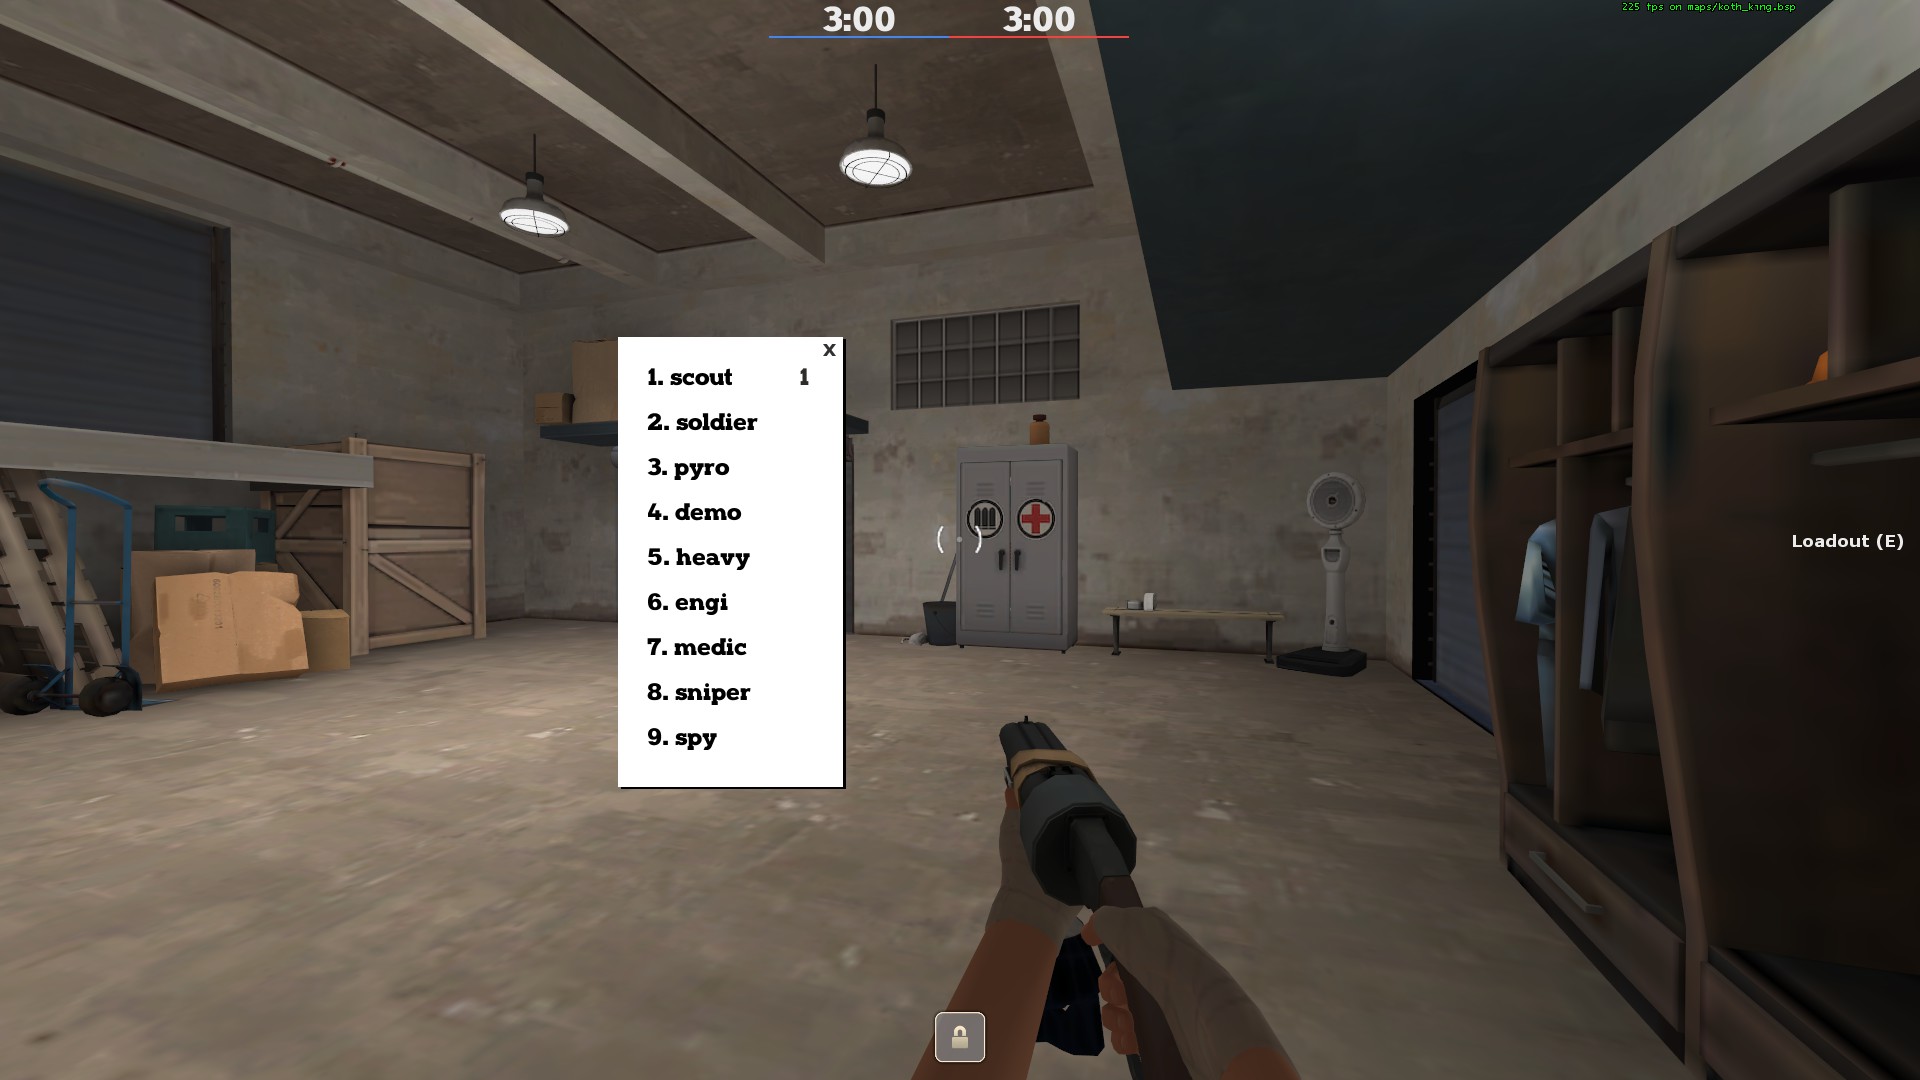 3:00 3:00
225 fps on maps/koth_king.bsp
X
1. scout 1
2. soldier
3. pyro
4. demo
5. heavy
6. engi
7. medic
8. sniper
9. spy
Loadout (E)